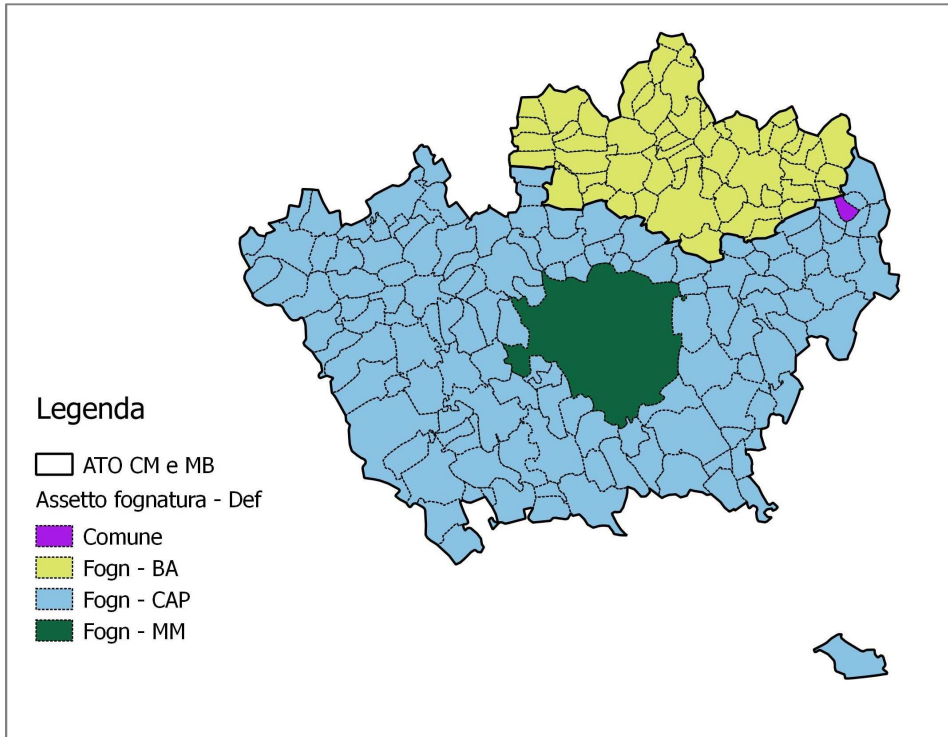 Legenda
ATO CM e MB
Assetto fognatura - Def
Comune
Fogn - BA
Fogn - CAP
Fogn - MM